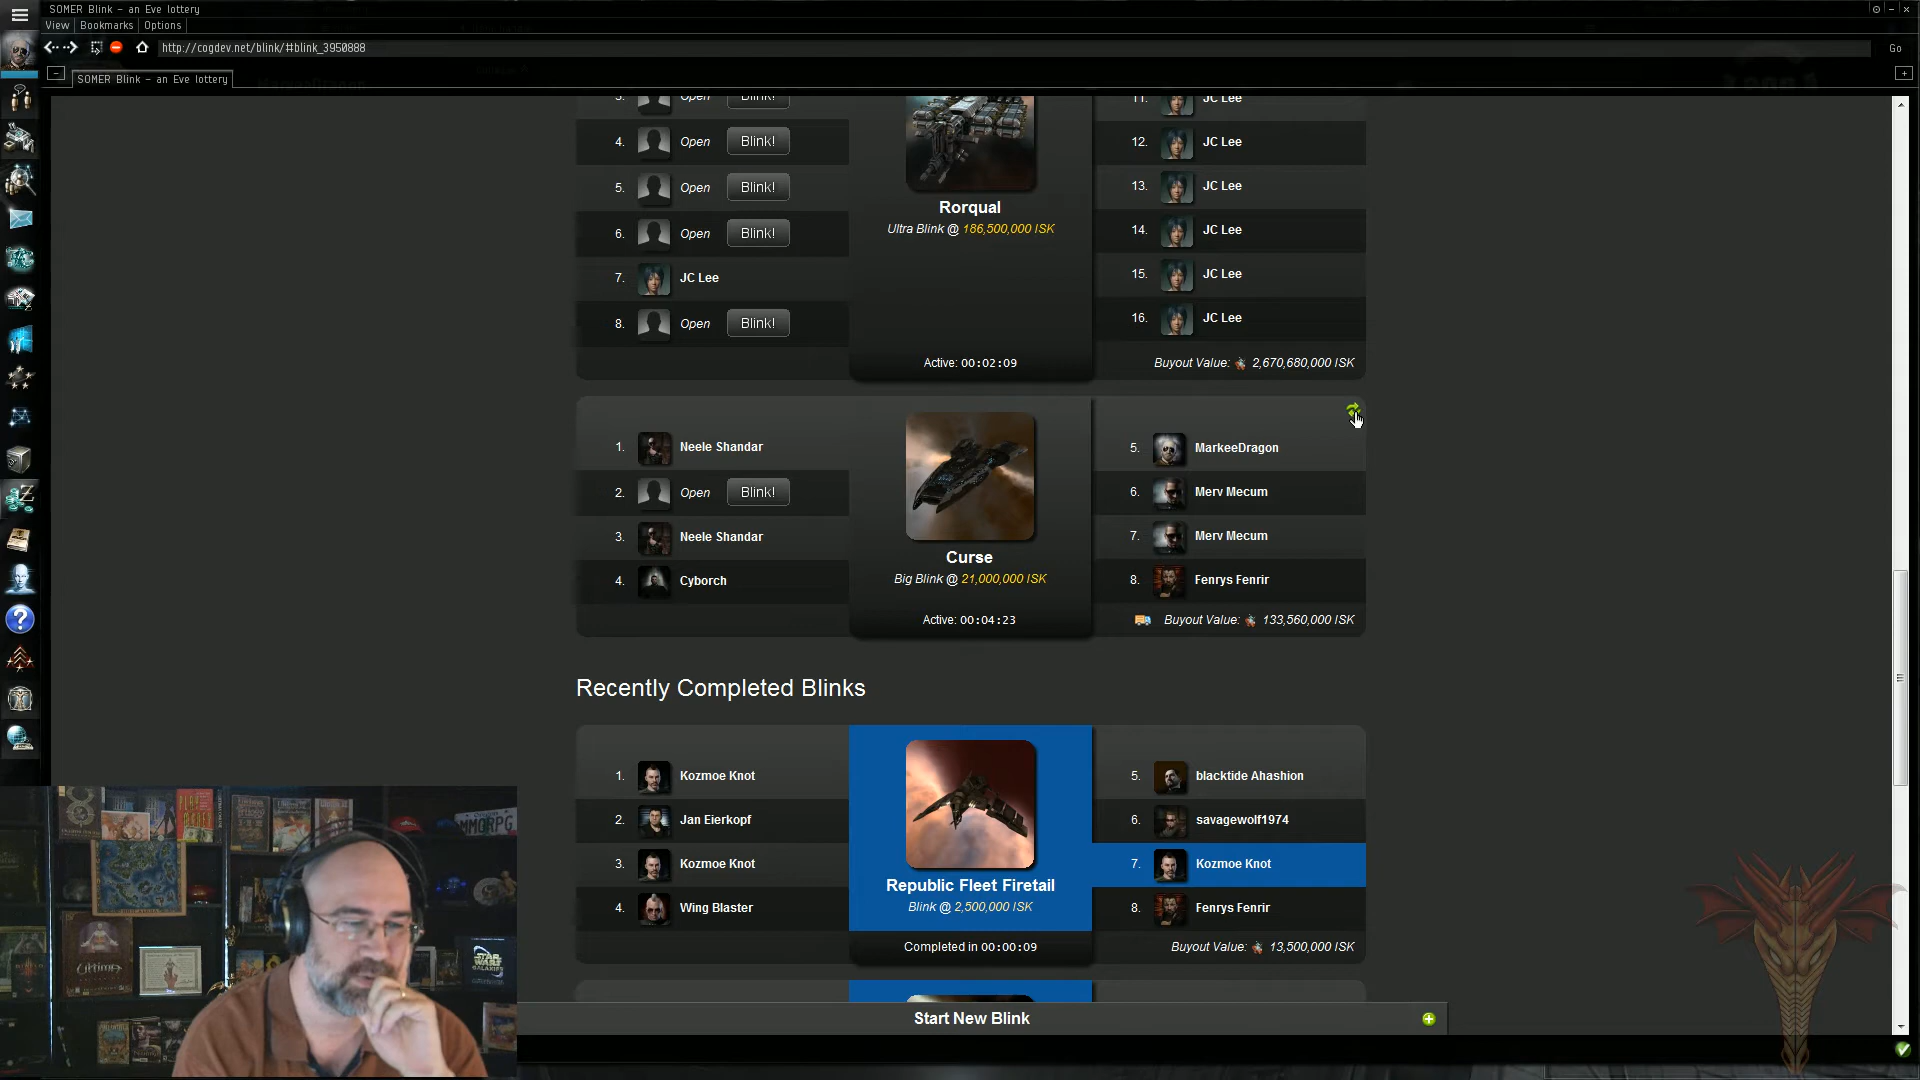 SOMER Blink – an Eve lottery
View Bookmarks Options
http://cogdev.net/blink/#blink_3950888
Go
SOMER Blink – an Eve lottery
11. JC Lee
4. Open Blink!
12. JC Lee
5. Open Blink!
13. JC Lee
Rorqual
6. Open Blink!
Ultra Blink @ 186,500,000 ISK
14. JC Lee
7. JC Lee
15. JC Lee
8. Open Blink!
16. JC Lee
Active: 00:02:09
Buyout Value: 2,670,680,000 ISK
1. Neele Shandar
5. MarkeeDragon
2. Open Blink!
6. Merv Mecum
3. Neele Shandar
7. Merv Mecum
Curse
4. Cyborch
Big Blink @ 21,000,000 ISK
8. Fenrys Fenrir
Active: 00:04:23
Buyout Value: 133,560,000 ISK
Recently Completed Blinks
1. Kozmoe Knot
5. blacktide Ahashion
2. Jan Eierkopf
6. savagewolf1974
3. Kozmoe Knot
7. Kozmoe Knot
Republic Fleet Firetail
4. Wing Blaster
Blink @ 2,500,000 ISK
8. Fenrys Fenrir
Completed in 00:00:09
Buyout Value: 13,500,000 ISK
Start New Blink
MMORPG
Ultima
STAR WARS
GALAXIES